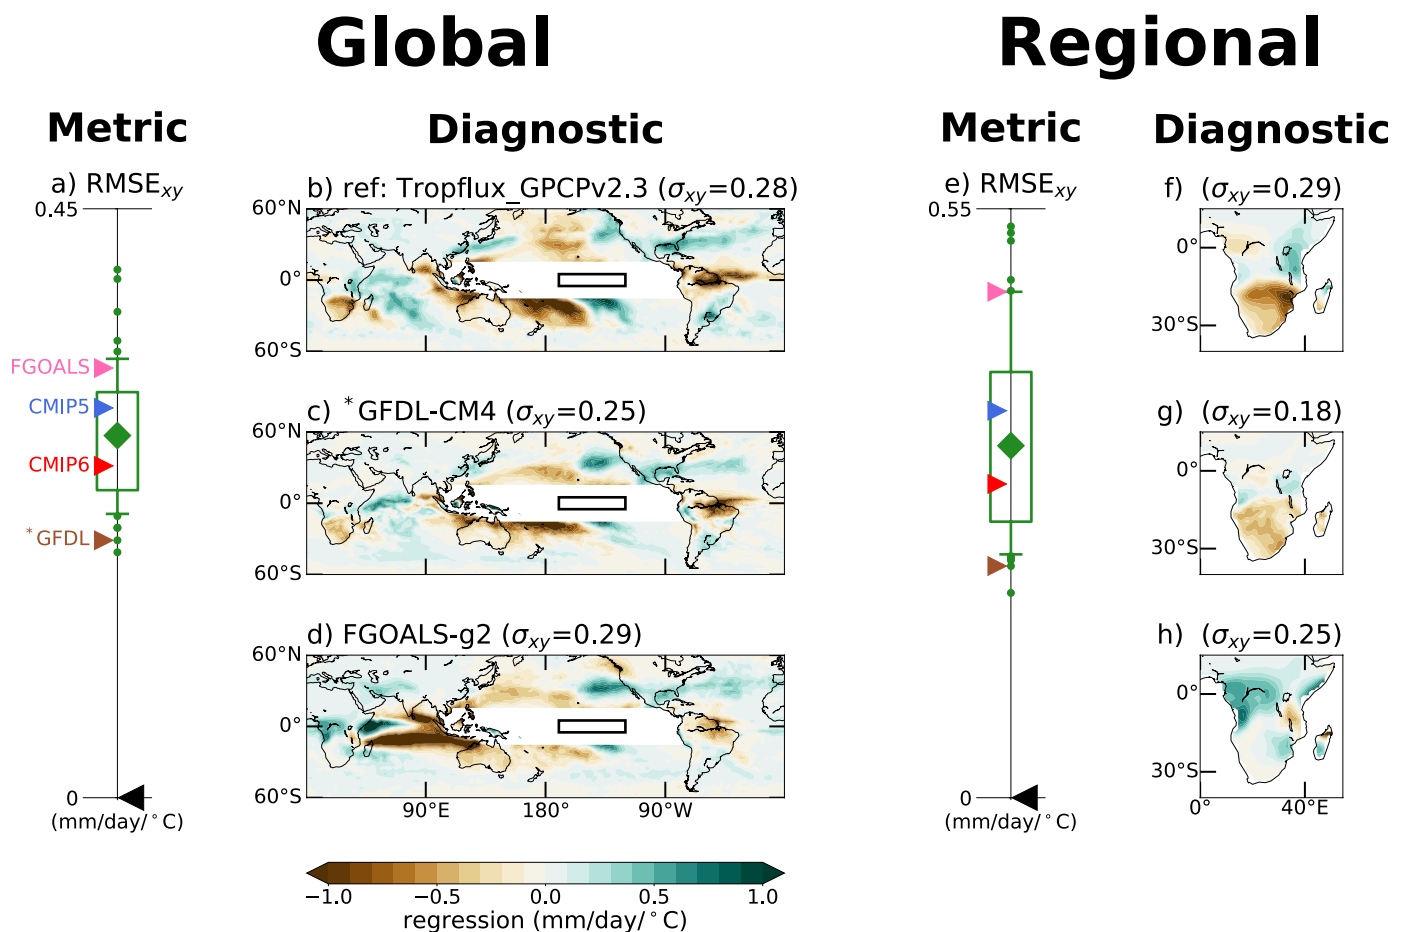 Global
Regional
Metric
Diagnostic
Metric
Diagnostic
a) RMSExy
b) ref: Tropflux_GPCPv2.3 (σxy=0.28)
e) RMSExy
f) (σxy=0.29)
0.45
60°N
0.55
0°
0°
60°S
30°S
FGOALS
CMIP5
CMIP6
*GFDL
c) *GFDL-CM4 (σxy=0.25)
g) (σxy=0.18)
60°N
0°
0°
60°S
30°S
d) FGOALS-g2 (σxy=0.29)
h) (σxy=0.25)
60°N
0°
0°
60°S
30°S
0
0
(mm/day/°C)
90°E 180° 90°W
(mm/day/°C)
0° 40°E
−1.0 −0.5 0.0 0.5 1.0
regression (mm/day/°C)